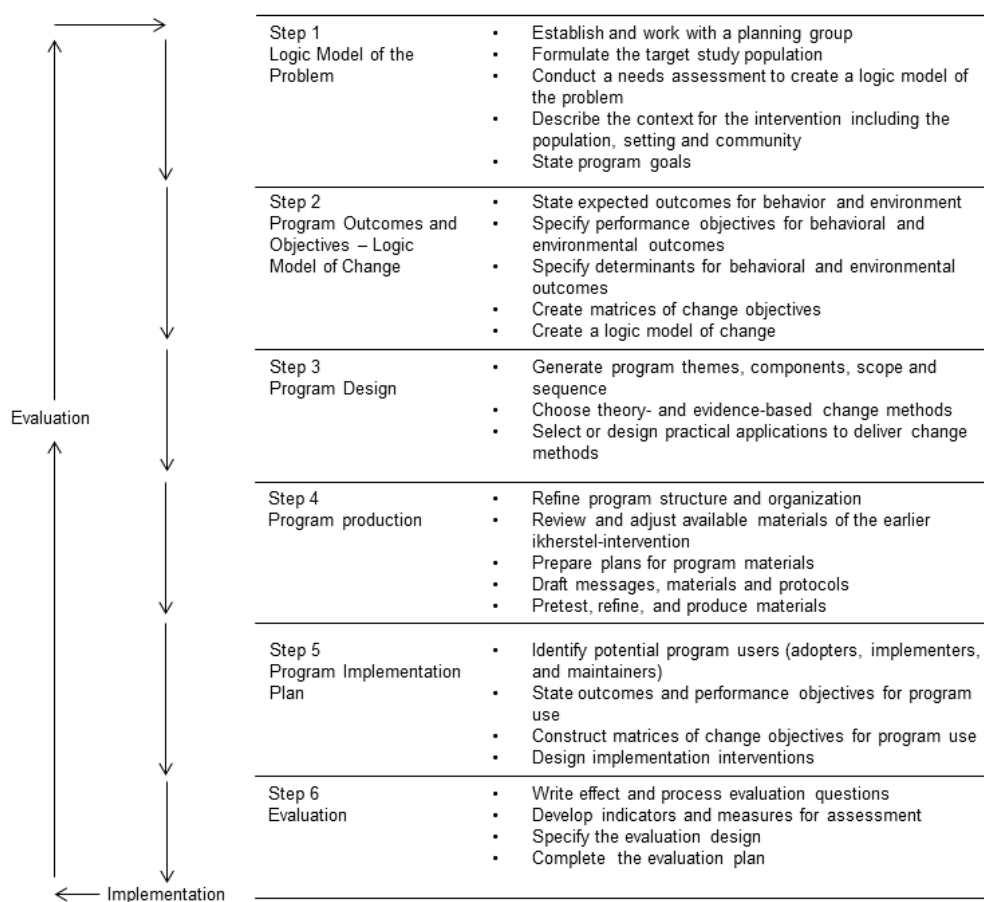 Step 1
Logic Model of the
Problem
• Establish and work with a planning group
• Formulate the target study population
• Conduct a needs assessment to create a logic model of
the problem
• Describe the context for the intervention including the
population, setting and community
• State program goals
Step 2
Program Outcomes and
Objectives – Logic
Model of Change
• State expected outcomes for behavior and environment
• Specify performance objectives for behavioral and
environmental outcomes
• Specify determinants for behavioral and environmental
outcomes
• Create matrices of change objectives
• Create a logic model of change
Step 3
Program Design
• Generate program themes, components, scope and
sequence
• Choose theory- and evidence-based change methods
• Select or design practical applications to deliver change
methods
Evaluation
Step 4
Program production
• Refine program structure and organization
• Review and adjust available materials of the earlier
ikherstel-intervention
• Prepare plans for program materials
• Draft messages, materials and protocols
• Pretest, refine, and produce materials
Step 5
Program Implementation
Plan
• Identify potential program users (adopters, implementers,
and maintainers)
• State outcomes and performance objectives for program
use
• Construct matrices of change objectives for program use
• Design implementation interventions
Step 6
Evaluation
• Write effect and process evaluation questions
• Develop indicators and measures for assessment
• Specify the evaluation design
• Complete the evaluation plan
Implementation